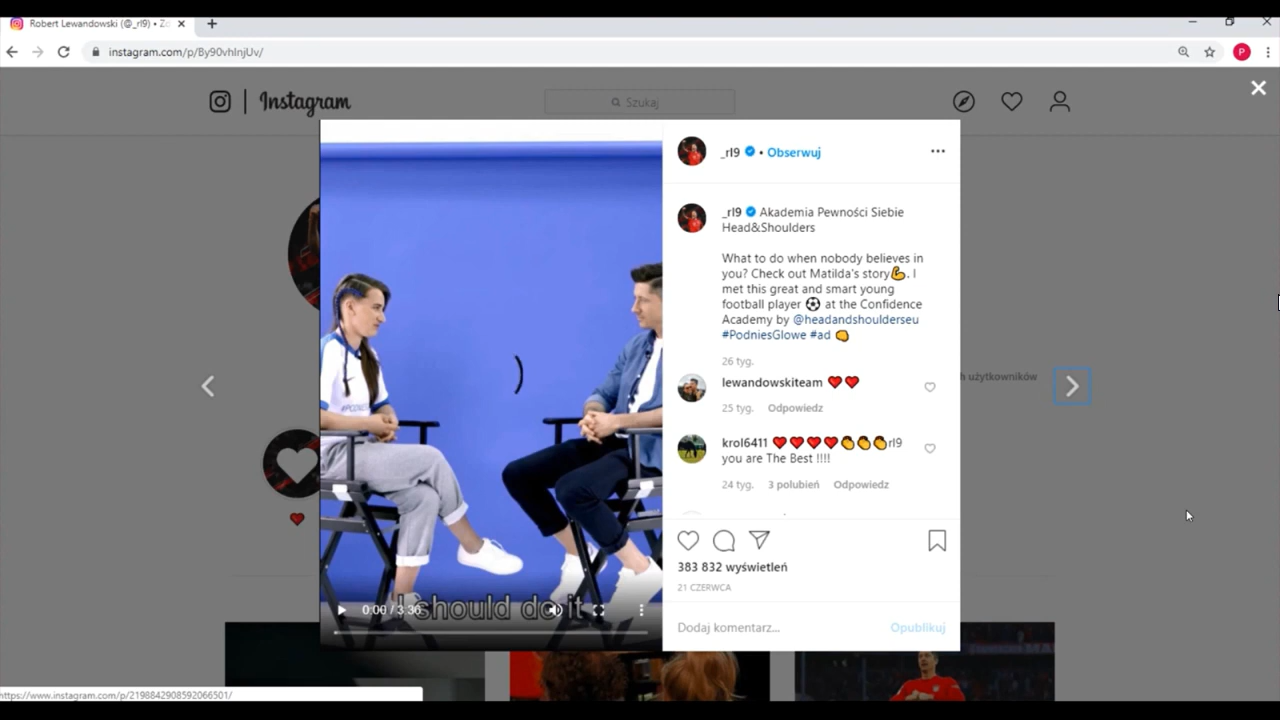 Robert Lewandowski (@_rl9) • Z
instagram.com/p/By90vhInjUv/
P
Instagram
Szukaj
_rl9 • Obserwuj
_rl9 Akademia Pewności Siebie
Head&Shoulders
What to do when nobody believes in
you? Check out Matilda's story💪. I
met this great and smart young
football player ⚽ at the Confidence
Academy by @headandshoulderseu
#PodniesGlowe #ad 👊
26 tyg.
lewandowskiteam ❤️❤️
25 tyg. Odpowiedz
krol6411 ❤️❤️❤️❤️👏👏👏rl9
you are The Best !!!!
24 tyg. 3 polubień Odpowiedz
383 832 wyświetleń
21 CZERWCA
Dodaj komentarz... Opublikuj
h użytkowników
0:00 / 3:36
I should do it
https://www.instagram.com/p/2198842908592066501/